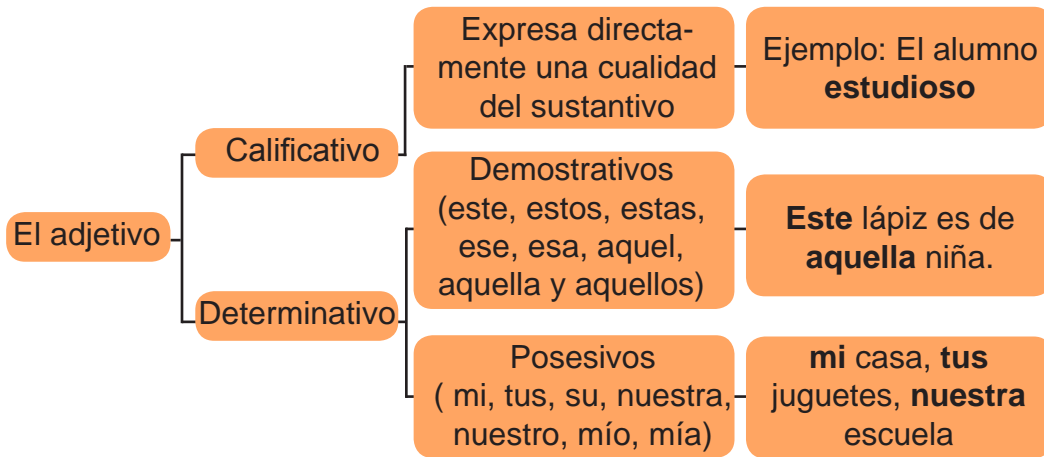 El adjetivo
Calificativo
Expresa directa-
mente una cualidad
del sustantivo
Ejemplo: El alumno
estudioso
Determinativo
Demostrativos
(este, estos, estas,
ese, esa, aquel,
aquella y aquellos)
Este lápiz es de
aquella niña.
Posesivos
( mi, tus, su, nuestra,
nuestro, mío, mía)
mi casa, tus
juguetes, nuestra
escuela